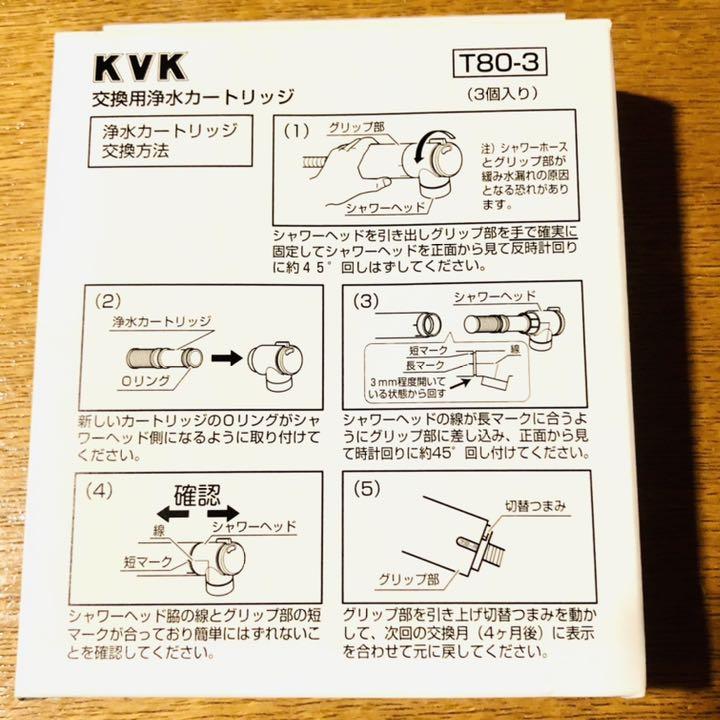 KVK
T80-3
交換用浄水カートリッジ
(3個入り)
浄水カートリッジ
交換方法
(1)
グリップ部
シャワーヘッド
注)シャワーホース
とグリップ部が
緩み水漏れの原因
となる恐れがあり
ます。
シャワーヘッドを引き出しグリップ部を手で確実に
固定してシャワーヘッドを正面から見て反時計回り
に約45°回しはずしてください。
(2)
浄水カートリッジ
Oリング
新しいカートリッジのOリングがシャ
ワーヘッド側になるように取り付けて
ください。
(3)
シャワーヘッド
短マーク
線
長マーク
3mm程度開いて
いる状態から回す
シャワーヘッドの線が長マークに合うよ
うにグリップ部に差し込み、正面から見
て時計回りに約45°回し付けてください。
(4)
確認
線
シャワーヘッド
短マーク
シャワーヘッド脇の線とグリップ部の短
マークが合っており簡単にはずれないこ
とを確認してください。
(5)
切替つまみ
グリップ部
グリップ部を引き上げ切替つまみを動か
して、次回の交換月(4ヶ月後)に表示
を合わせて元に戻してください。